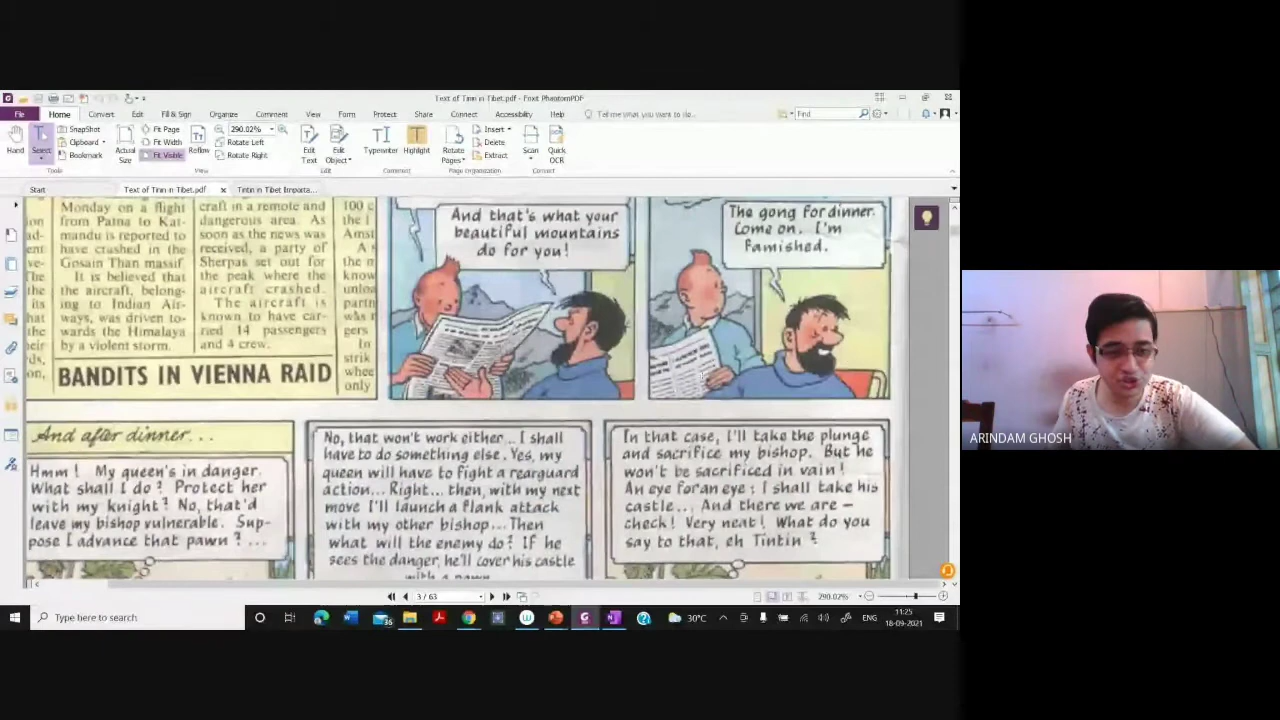 Text of Tinin in Tibet.pdf - Foxit PhantomPDF
File Home Convert Edit Fill & Sign Organize Comment View Form Protect Share Connect Accessibility Help Tell me what you want to do.. Find
Hand
Select
SnapShot
Clipboard
Bookmark
Actual
Size
Fit Page
Fit Width
Fit Visible
Reflow
290.02%
Rotate Left
Rotate Right
Edit
Text
Edit
Object
Typewriter
Highlight
Rotate
Pages
Insert
Delete
Extract
Scan
Quick
OCR
Tools View Edit Comment Page Organization Convert
Start Text of Tinin in Tibet.pdf Tintin in Tibet Importa...
Monday on a flight
from Patna to Kat-
mandu is reported to
have crashed in the
Gosain Than massif.
It is believed that
the aircraft, belong-
ing to Indian Air-
ways, was driven to-
wards the Himalaya
by a violent storm.
craft in a remote and
dangerous area. As
soon as the news was
received, a party of
Sherpas set out for
the peak where the
aircraft crashed.
The aircraft is
known to have car-
ried 14 passengers
and 4 crew.
BANDITS IN VIENNA RAID
And that's what your
beautiful mountains
do for you!
The gong for dinner.
Come on. I'm
famished.
And after dinner...
Hmm! My queen's in danger.
What shall I do? Protect her
with my knight? No, that'd
leave my bishop vulnerable. Sup-
pose I advance that pawn?...
No, that won't work either... I shall
have to do something else. Yes, my
queen will have to fight a rearguard
action... Right... then, with my next
move I'll launch a flank attack
with my other bishop... Then
what will the enemy do? If he
sees the danger, he'll cover his castle
with a pawn
In that case, I'll take the plunge
and sacrifice my bishop. But he
won't be sacrificed in vain!
An eye for an eye: I shall take his
castle... And there we are —
check! Very neat! What do you
say to that, eh Tintin?
3 / 63
290.02%
Type here to search
36
30°C
ENG
11:25
18-09-2021
ARINDAM GHOSH